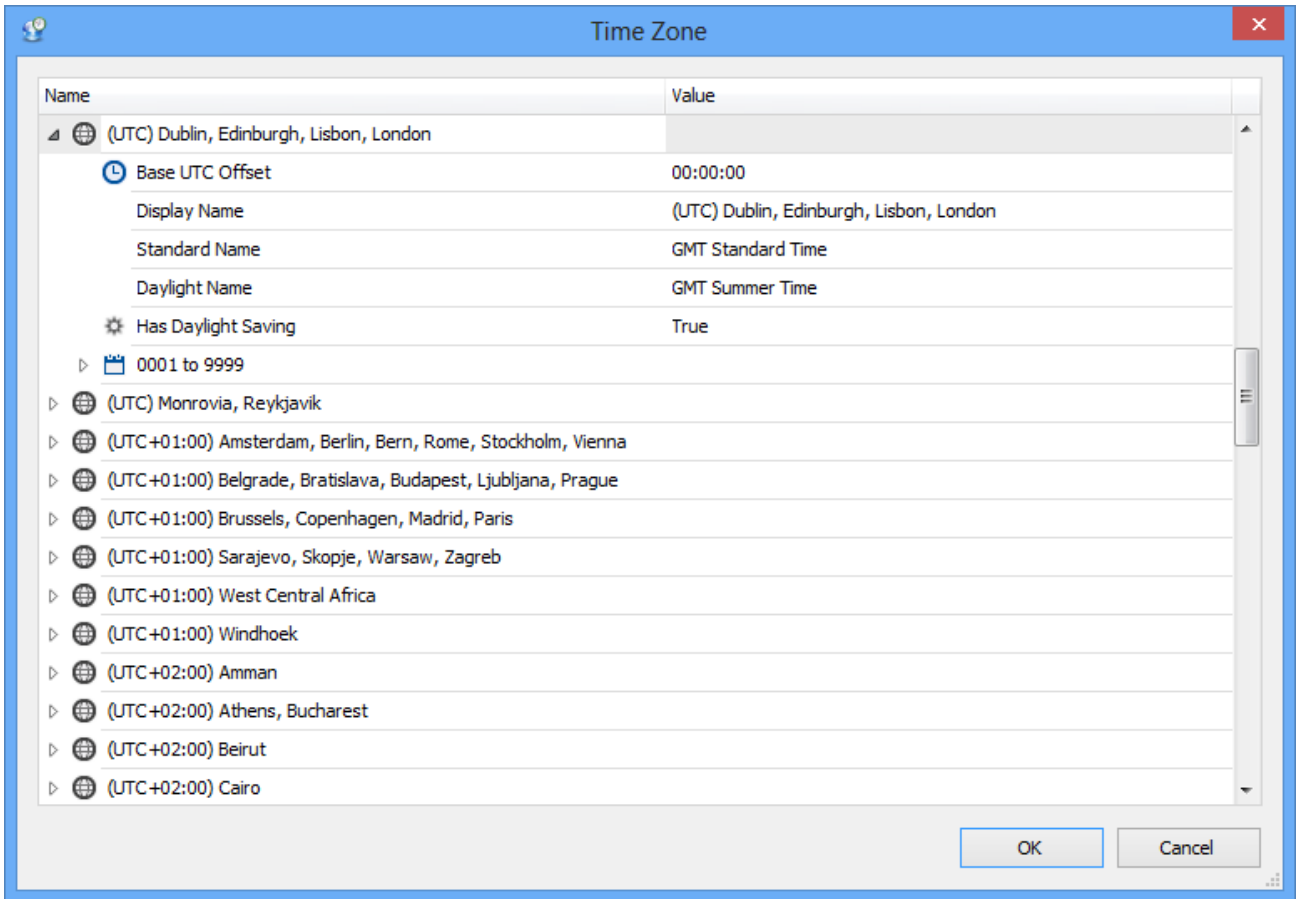 Time Zone
Name Value
(UTC) Dublin, Edinburgh, Lisbon, London
Base UTC Offset 00:00:00
Display Name (UTC) Dublin, Edinburgh, Lisbon, London
Standard Name GMT Standard Time
Daylight Name GMT Summer Time
Has Daylight Saving True
0001 to 9999
(UTC) Monrovia, Reykjavik
(UTC+01:00) Amsterdam, Berlin, Bern, Rome, Stockholm, Vienna
(UTC+01:00) Belgrade, Bratislava, Budapest, Ljubljana, Prague
(UTC+01:00) Brussels, Copenhagen, Madrid, Paris
(UTC+01:00) Sarajevo, Skopje, Warsaw, Zagreb
(UTC+01:00) West Central Africa
(UTC+01:00) Windhoek
(UTC+02:00) Amman
(UTC+02:00) Athens, Bucharest
(UTC+02:00) Beirut
(UTC+02:00) Cairo
OK Cancel